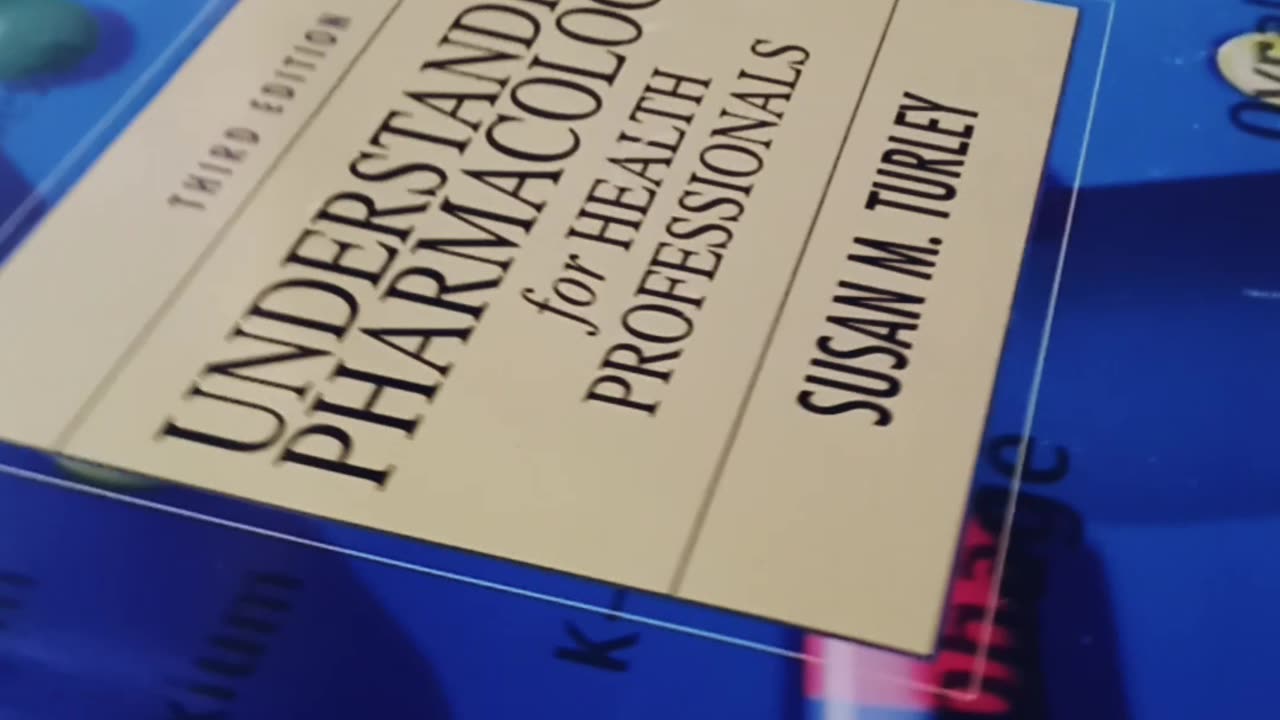 THIRD EDITION
UNDERSTANDI
PHARMACOLOG
for HEALTH
PROFESSIONALS
SUSAN M. TURLEY
K-